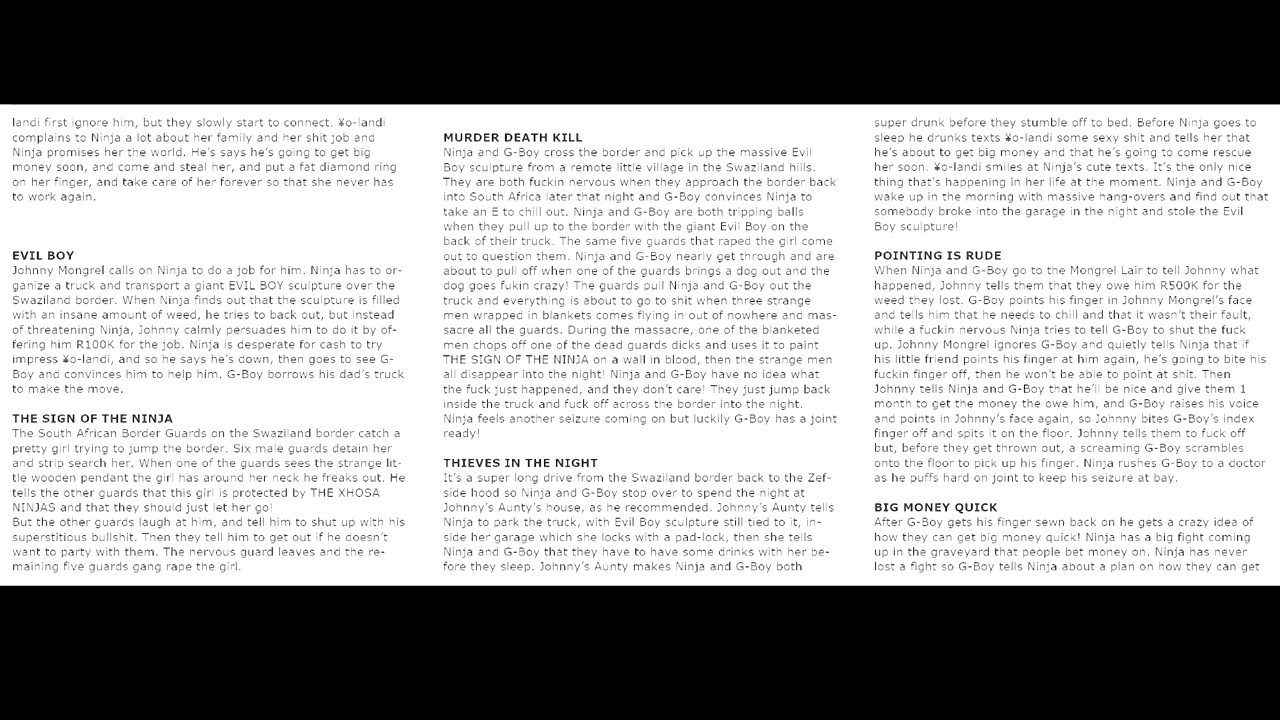 landi first ignore him, but they slowly start to connect. ¥o-landi
complains to Ninja a lot about her family and her shit job and
Ninja promises her the world. He's says he's going to get big
money soon, and come and steal her, and put a fat diamond ring
on her finger, and take care of her forever so that she never has
to work again.
EVIL BOY
Johnny Mongrel calls on Ninja to do a job for him. Ninja has to or-
ganize a truck and transport a giant EVIL BOY sculpture over the
Swaziland border. When Ninja finds out that the sculpture is filled
with an insane amount of weed, he tries to back out, but instead
of threatening Ninja, Johnny calmly persuades him to do it by of-
fering him R100K for the job. Ninja is desperate for cash to try
impress ¥o-landi, and so he says he's down, then goes to see G-
Boy and convinces him to help him. G-Boy borrows his dad's truck
to make the move.
THE SIGN OF THE NINJA
The South African Border Guards on the Swaziland border catch a
pretty girl trying to jump the border. Six male guards detain her
and strip search her. When one of the guards sees the strange lit-
tle wooden pendant the girl has around her neck he freaks out. He
tells the other guards that this girl is protected by THE XHOSA
NINJAS and that they should just let her go!
But the other guards laugh at him, and tell him to shut up with his
superstitious bullshit. Then they tell him to get out if he doesn't
want to party with them. The nervous guard leaves and the re-
maining five guards gang rape the girl.
MURDER DEATH KILL
Ninja and G-Boy cross the border and pick up the massive Evil
Boy sculpture from a remote little village in the Swaziland hills.
They are both fuckin nervous when they approach the border back
into South Africa later that night and G-Boy convinces Ninja to
take an E to chill out. Ninja and G-Boy are both tripping balls
when they pull up to the border with the giant Evil Boy on the
back of their truck. The same five guards that raped the girl come
out to question them. Ninja and G-Boy nearly get through and are
about to pull off when one of the guards brings a dog out and the
dog goes fukin crazy! The guards pull Ninja and G-Boy out the
truck and everything is about to go to shit when three strange
men wrapped in blankets comes flying in out of nowhere and mas-
sacre all the guards. During the massacre, one of the blanketed
men chops off one of the dead guards dicks and uses it to paint
THE SIGN OF THE NINJA on a wall in blood, then the strange men
all disappear into the night! Ninja and G-Boy have no idea what
the fuck just happened, and they don't care! They just jump back
inside the truck and fuck off across the border into the night.
Ninja feels another seizure coming on but luckily G-Boy has a joint
ready!
THIEVES IN THE NIGHT
It's a super long drive from the Swaziland border back to the Zef-
side hood so Ninja and G-Boy stop over to spend the night at
Johnny's Aunty's house, as he recommended. Johnny's Aunty tells
Ninja to park the truck, with Evil Boy sculpture still tied to it, in-
side her garage which she locks with a pad-lock, then she tells
Ninja and G-Boy that they have to have some drinks with her be-
fore they sleep. Johnny's Aunty makes Ninja and G-Boy both
super drunk before they stumble off to bed. Before Ninja goes to
sleep he drunks texts ¥o-landi some sexy shit and tells her that
he's about to get big money and that he's going to come rescue
her soon. ¥o-landi smiles at Ninja's cute texts. It's the only nice
thing that's happening in her life at the moment. Ninja and G-Boy
wake up in the morning with massive hang-overs and find out that
somebody broke into the garage in the night and stole the Evil
Boy sculpture!
POINTING IS RUDE
When Ninja and G-Boy go to the Mongrel Lair to tell Johnny what
happened, Johnny tells them that they owe him R500K for the
weed they lost. G-Boy points his finger in Johnny Mongrel's face
and tells him that he needs to chill and that it wasn't their fault,
while a fuckin nervous Ninja tries to tell G-Boy to shut the fuck
up. Johnny Mongrel ignores G-Boy and quietly tells Ninja that if
his little friend points his finger at him again, he's going to bite his
fuckin finger off, then he won't be able to point at shit. Then
Johnny tells Ninja and G-Boy that he'll be nice and give them 1
month to get the money the owe him, and G-Boy raises his voice
and points in Johnny's face again, so Johnny bites G-Boy's index
finger off and spits it on the floor. Johnny tells them to fuck off
but, before they get thrown out, a screaming G-Boy scrambles
onto the floor to pick up his finger. Ninja rushes G-Boy to a doctor
as he puffs hard on joint to keep his seizure at bay.
BIG MONEY QUICK
After G-Boy gets his finger sewn back on he gets a crazy idea of
how they can get big money quick! Ninja has a big fight coming
up in the graveyard that people bet money on. Ninja has never
lost a fight so G-Boy tells Ninja about a plan on how they can get